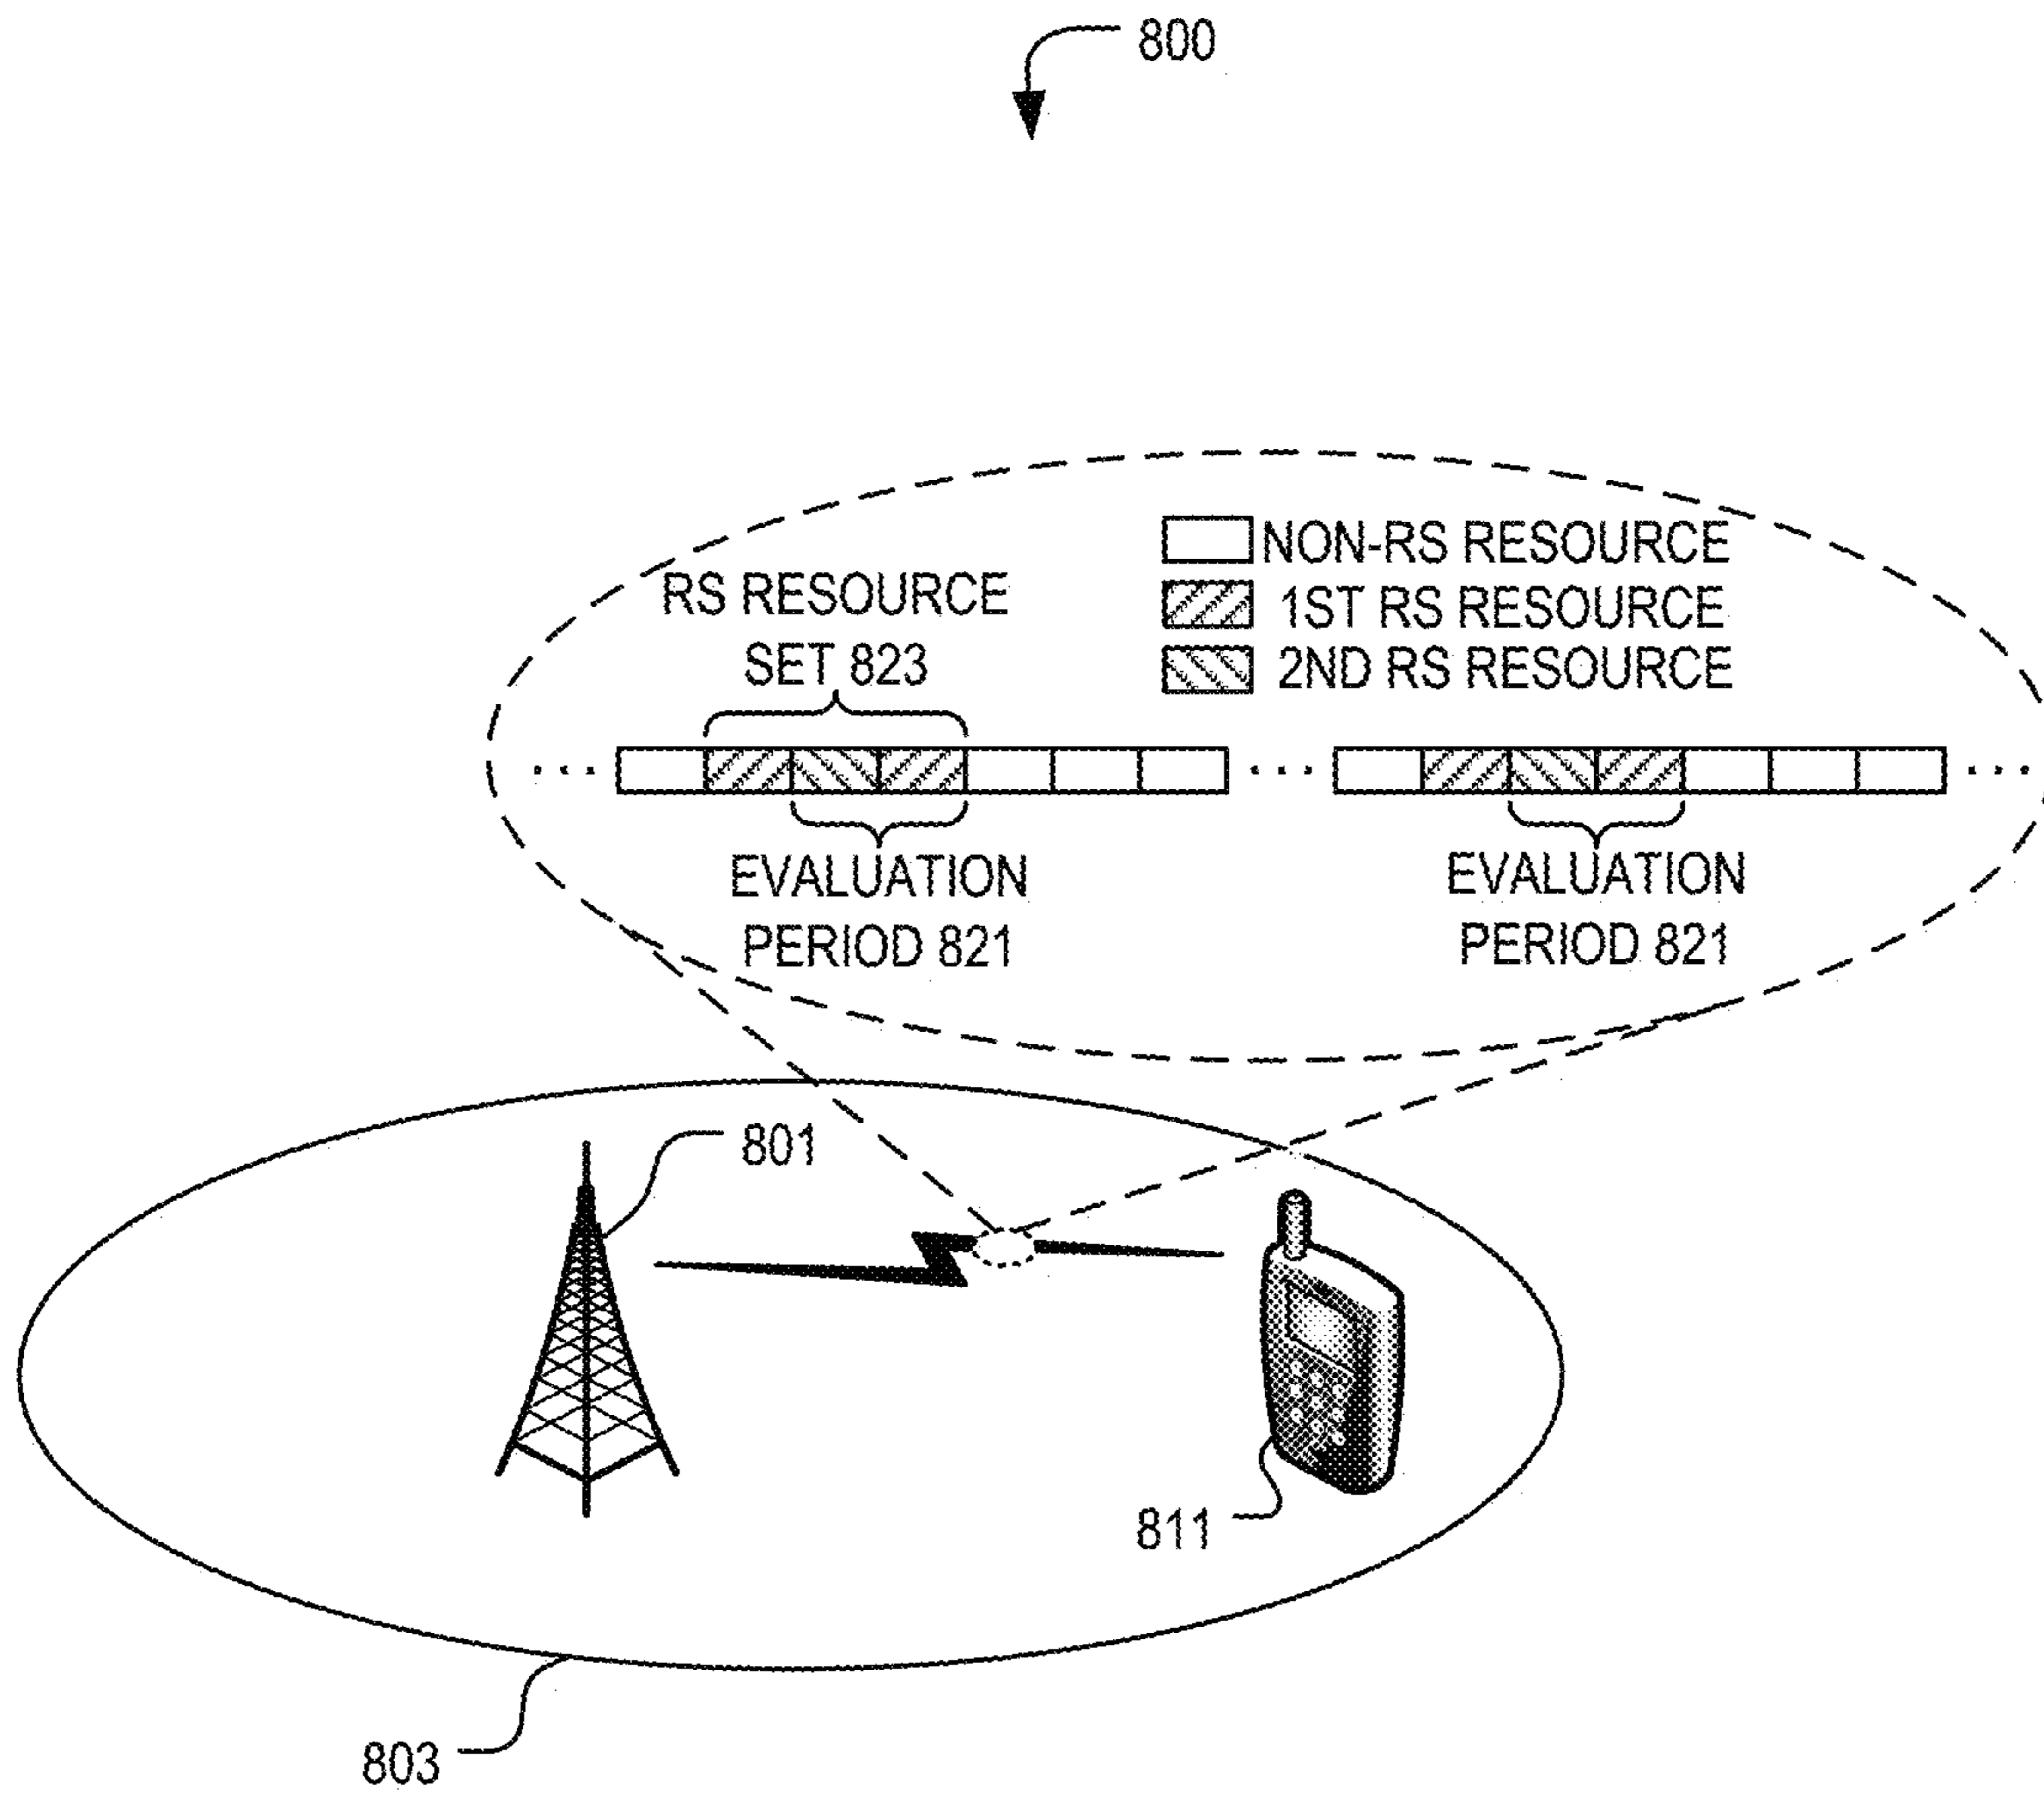 800
NON-RS RESOURCE
1ST RS RESOURCE
2ND RS RESOURCE
RS RESOURCE
SET 823
...
...
...
EVALUATION
PERIOD 821
EVALUATION
PERIOD 821
801
811
803